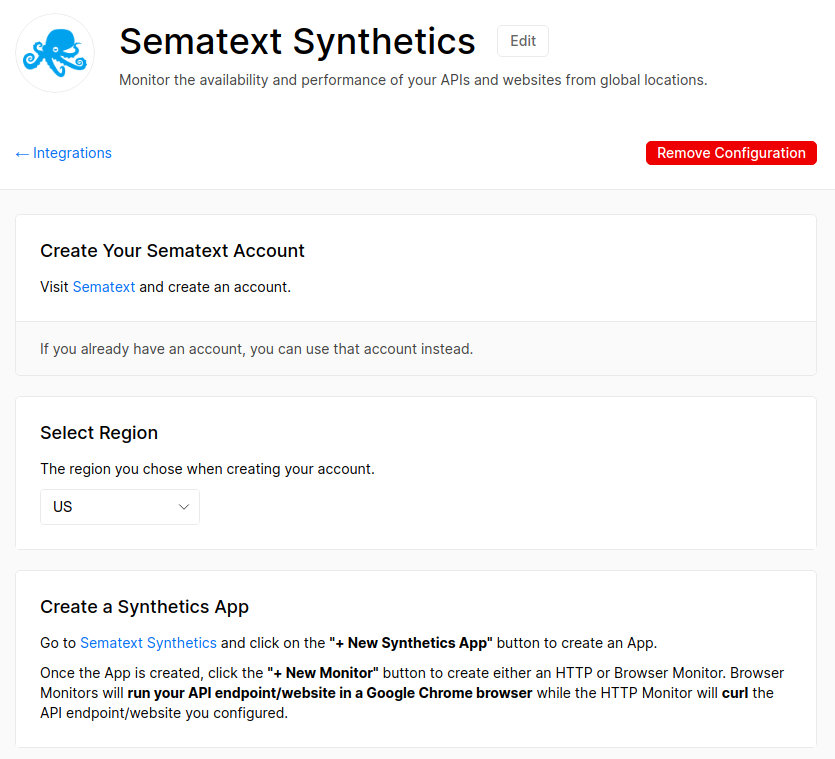 Sematext Synthetics
Edit
Monitor the availability and performance of your APIs and websites from global locations.
← Integrations
Remove Configuration
Create Your Sematext Account
Visit Sematext and create an account.
If you already have an account, you can use that account instead.
Select Region
The region you chose when creating your account.
US
Create a Synthetics App
Go to Sematext Synthetics and click on the "+ New Synthetics App" button to create an App.
Once the App is created, click the "+ New Monitor" button to create either an HTTP or Browser Monitor. Browser
Monitors will run your API endpoint/website in a Google Chrome browser while the HTTP Monitor will curl the
API endpoint/website you configured.